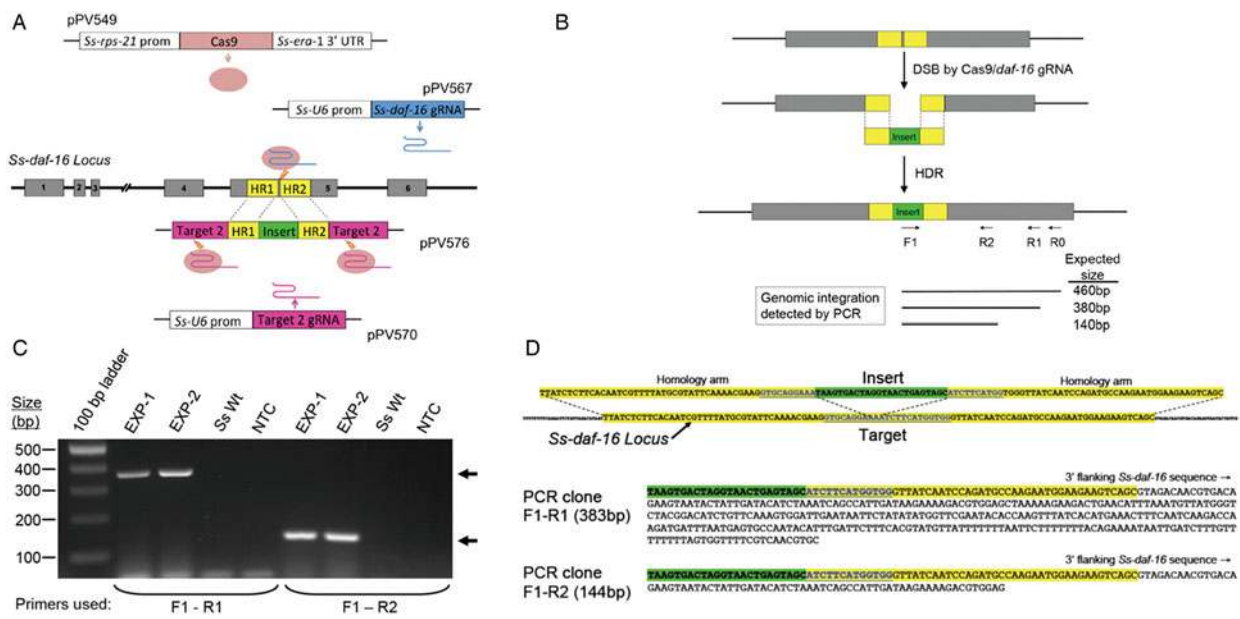 A
pPV549
Ss-rps-21 prom Cas9 Ss-era-1 3' UTR
pPV567
Ss-U6 prom Ss-daf-16 gRNA
Ss-daf-16 Locus
1 2 3 4 HR1 HR2 5 6
Target 2 HR1 Insert HR2 Target 2
pPV576
Ss-U6 prom Target 2 gRNA
pPV570
B
DSB by Cas9/daf-16 gRNA
Insert
HDR
Insert
F1 R2 R1 R0
Expected
size
Genomic integration
detected by PCR
460bp
380bp
140bp
C
Size
(bp)
100 bp ladder
EXP-1
EXP-2
Ss Wt
NTC
EXP-1
EXP-2
Ss Wt
NTC
500
400
300
200
100
Primers used: F1 - R1 F1 – R2
D
Homology arm Insert Homology arm
Ss-daf-16 Locus
Target
PCR clone
F1-R1 (383bp)
3' flanking Ss-daf-16 sequence →
TAAGTGACTAGGTAACTGAGTAGCATCTTCATGGTGGGTTATCAATCCAGATGCCAAGAATGGAAGAAGTCAGCGTAGACAACGTGACA
PCR clone
F1-R2 (144bp)
3' flanking Ss-daf-16 sequence →
TAAGTGACTAGGTAACTGAGTAGCATCTTCATGGTGGGTTATCAATCCAGATGCCAAGAATGGAAGAAGTCAGCGTAGACAACGTGACA
GAAGTAATACTATTGATACATCTAAATCAGCCATTGATAAGAAAAGACGTGGAG